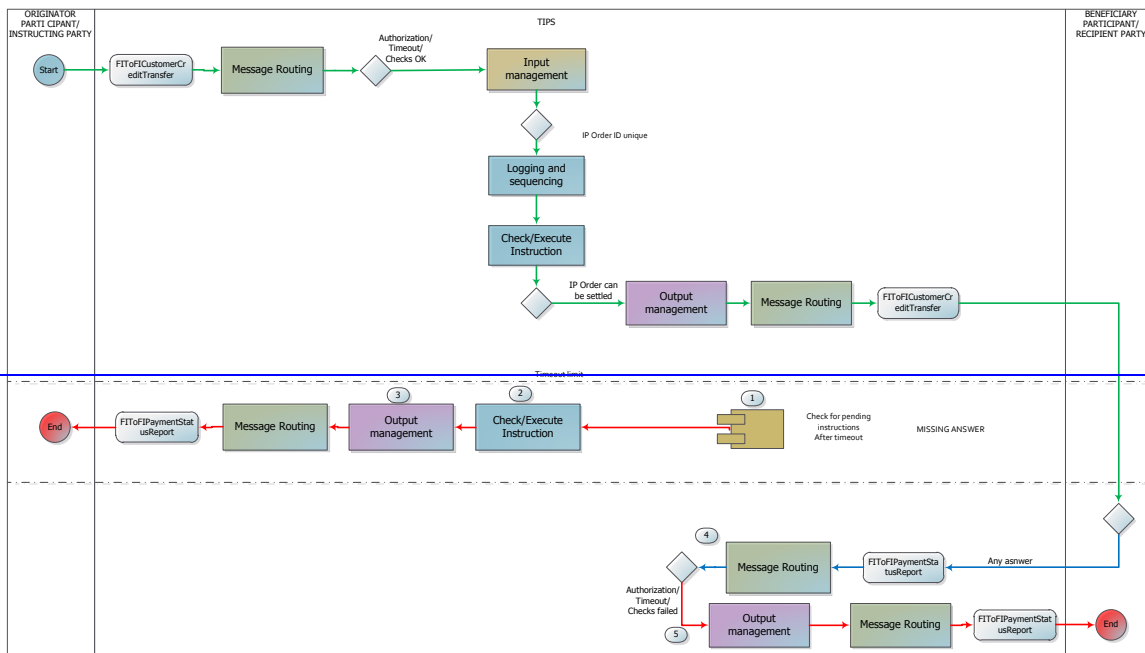 ORIGINATOR
PARTI CIPANT/
INSTRUCTING PARTY
TIPS
BENEFICIARY
PARTICIPANT/
RECIPIENT PARTY
Start
FIToFICustomerCr
editTransfer
Message Routing
Authorization/
Timeout/
Checks OK
Input
management
IP Order ID unique
Logging and
sequencing
Check/Execute
Instruction
IP Order can
be settled
Output
management
Message Routing
FIToFICustomerCr
editTransfer
Timeout limit
End
FIToFIPaymentStat
usReport
Message Routing
3
Output
management
2
Check/Execute
Instruction
1
Check for pending
instructions
After timeout
MISSING ANSWER
4
Message Routing
FIToFIPaymentSta
tusReport
Any asnwer
Authorization/
Timeout/
Checks failed
5
Output
management
Message Routing
FIToFIPaymentStat
usReport
End